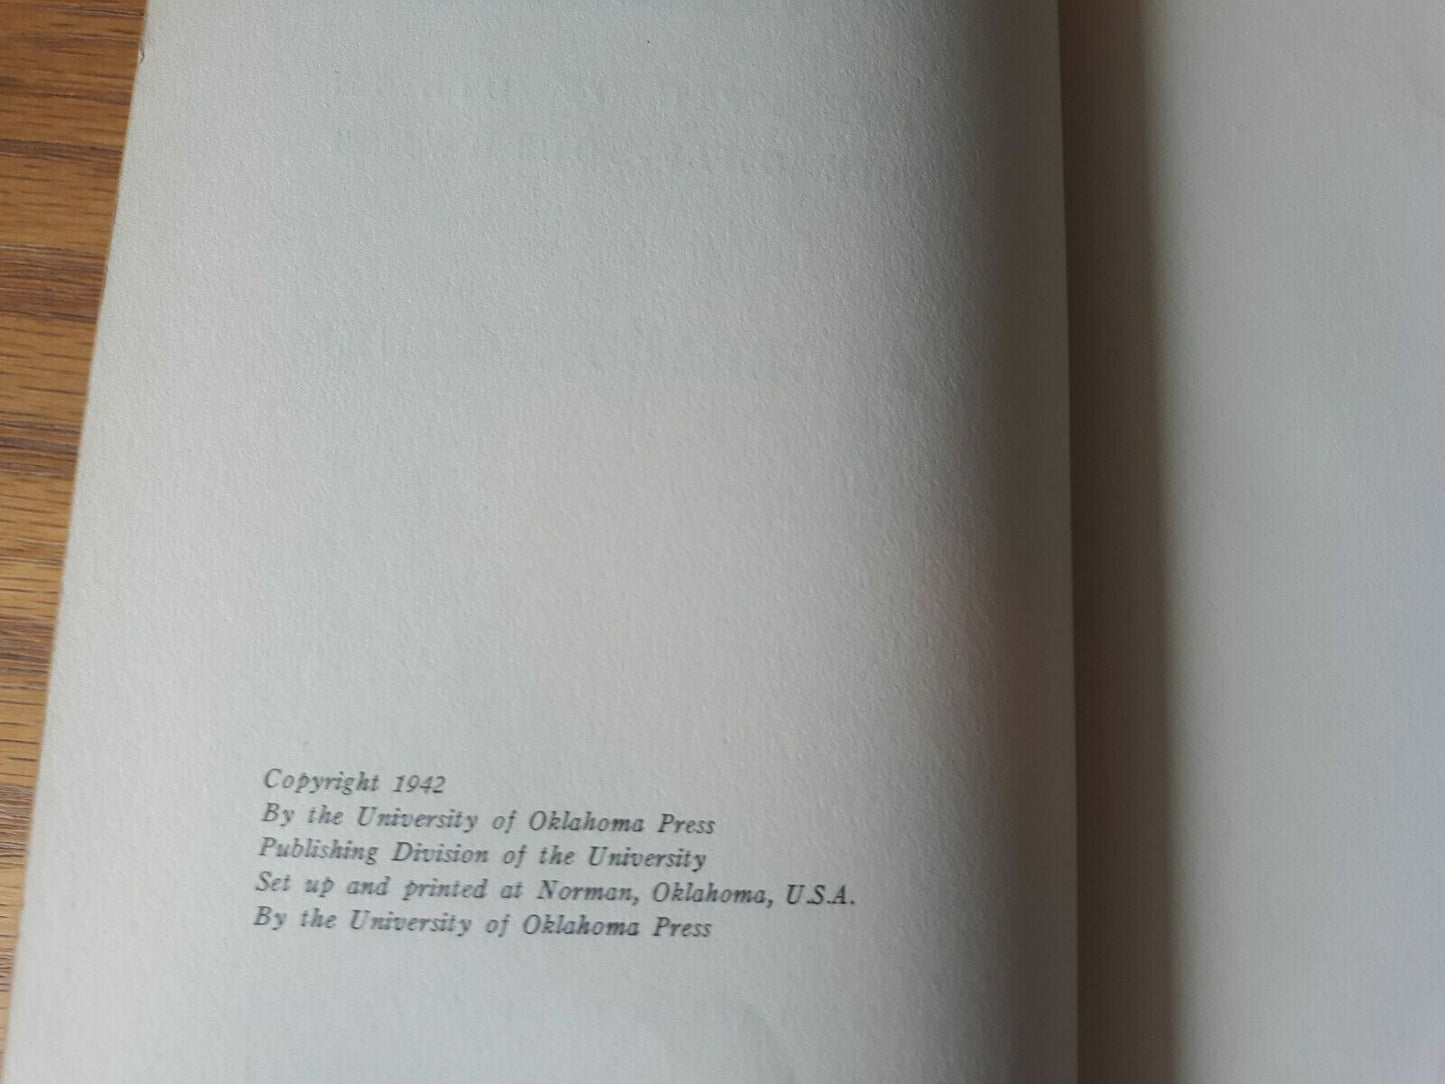 Copyright 1942
By the University of Oklahoma Press
Publishing Division of the University
Set up and printed at Norman, Oklahoma, U.S.A.
By the University of Oklahoma Press